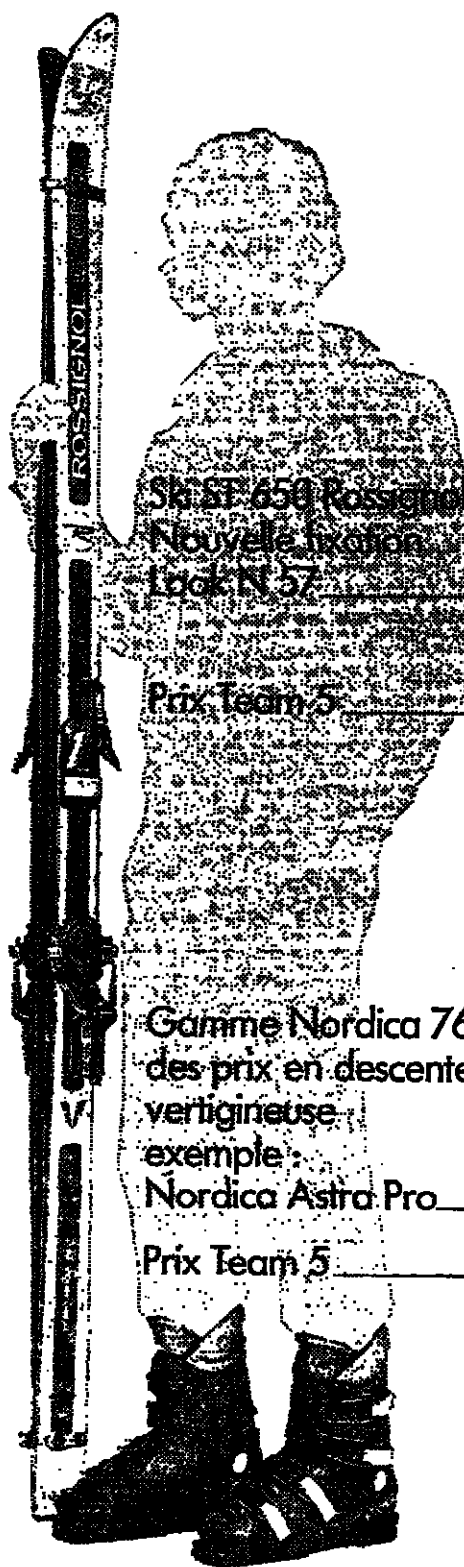 ROSSIGNOL
Ski ST 650 Rossignol
Nouvelle fixation
Look N 57
Prix Team 5
Gamme Nordica 76
des prix en descente
vertigineuse
exemple :
Nordica Astra Pro
Prix Team 5